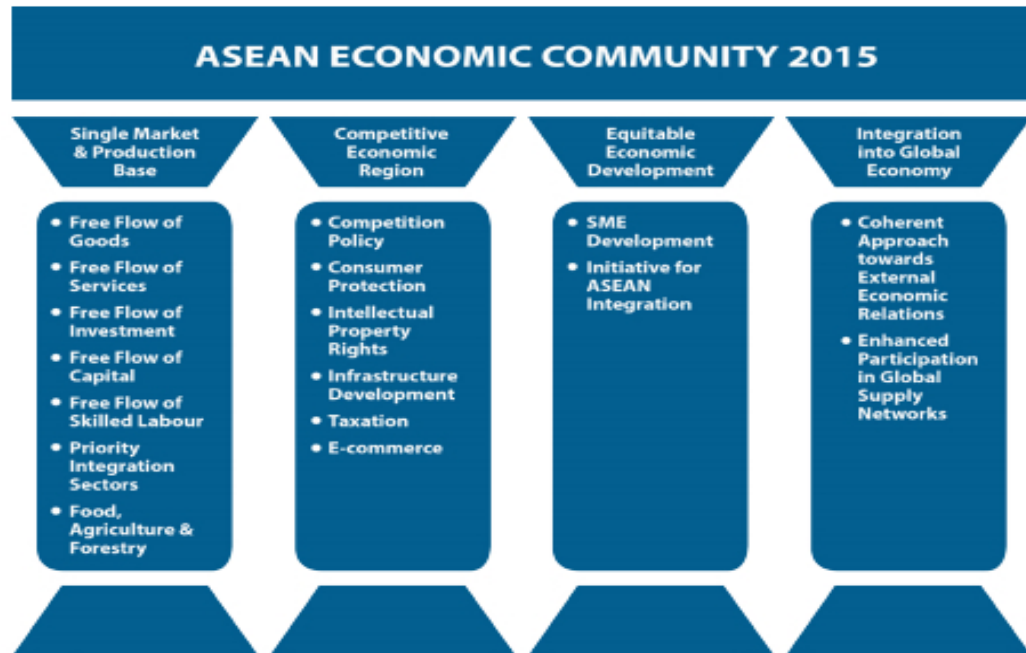 ASEAN ECONOMIC COMMUNITY 2015
Single Market
& Production
Base
• Free Flow of
Goods
• Free Flow of
Services
• Free Flow of
Investment
• Free Flow of
Capital
• Free Flow of
Skilled Labour
• Priority
Integration
Sectors
• Food,
Agriculture &
Forestry
Competitive
Economic
Region
• Competition
Policy
• Consumer
Protection
• Intellectual
Property
Rights
• Infrastructure
Development
• Taxation
• E-commerce
Equitable
Economic
Development
• SME
Development
• Initiative for
ASEAN
Integration
Integration
into Global
Economy
• Coherent
Approach
towards
External
Economic
Relations
• Enhanced
Participation
in Global
Supply
Networks